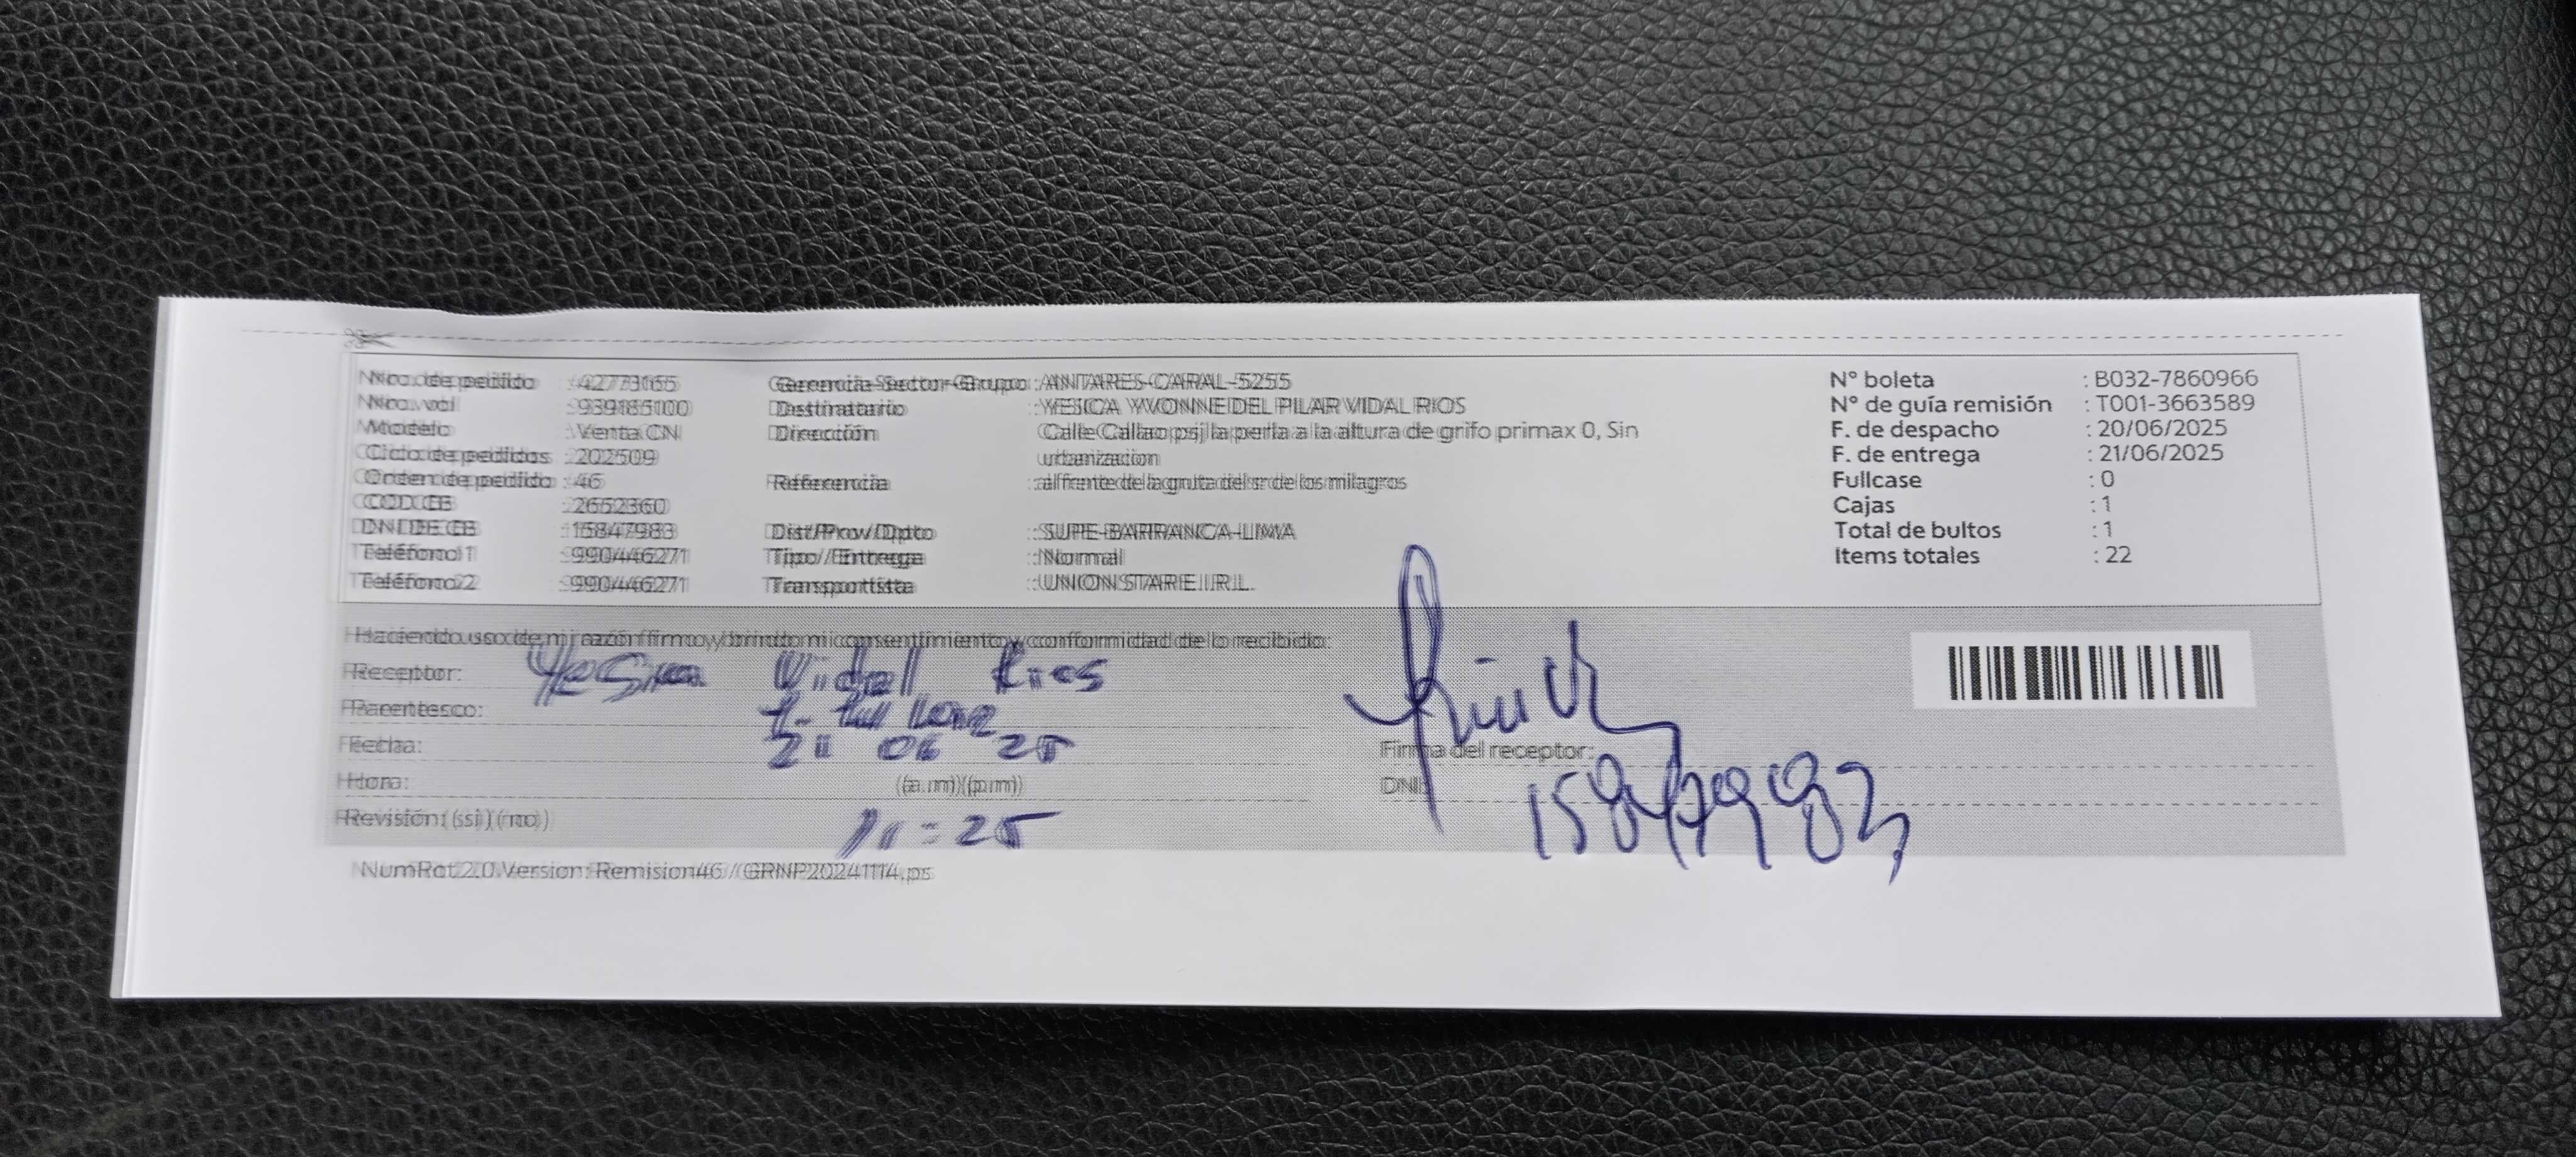 Nro. de pedido : 42773165
Nro. vol : 939185100
Modelo : Venta CN
Ciclo de pedidos : 202509
Orden de pedido : 46
COD. CB : 2652360
DNI DE CB : 15847983
Teléfono 1 : 990446271
Teléfono 2 : 990446271
Gerencia-Sector-Grupo : ANTARES-CARAL-5255
Destinatario : YESICA YVONNE DEL PILAR VIDAL RIOS
Dirección : Calle Callao psj la perla a la altura de grifo primax 0, Sin
urbanizacion
Referencia : al frente de la gruta del sr de los milagros
Dist/Prov/Dpto : SUPE-BARRANCA-LIMA
Tipo / Entrega : Normal
Transportista : UNION STAR E.I.R.L.
N° boleta : B032-7860966
N° de guía remisión : T001-3663589
F. de despacho : 20/06/2025
F. de entrega : 21/06/2025
Fullcase : 0
Cajas : 1
Total de bultos : 1
Items totales : 22
Haciendo uso de mi razón firmo y brindo mi consentimiento y conformidad de lo recibido:
Receptor: Vidal Rios
Parentesco:
Fecha: 21 06 25
Hora: (a.m) (p.m)
Revisión: (si) (no) 11:25
Firma del receptor:
DNI: 15847983
NumRot2.0.Version: Remision46 / GRNP20241114.ps